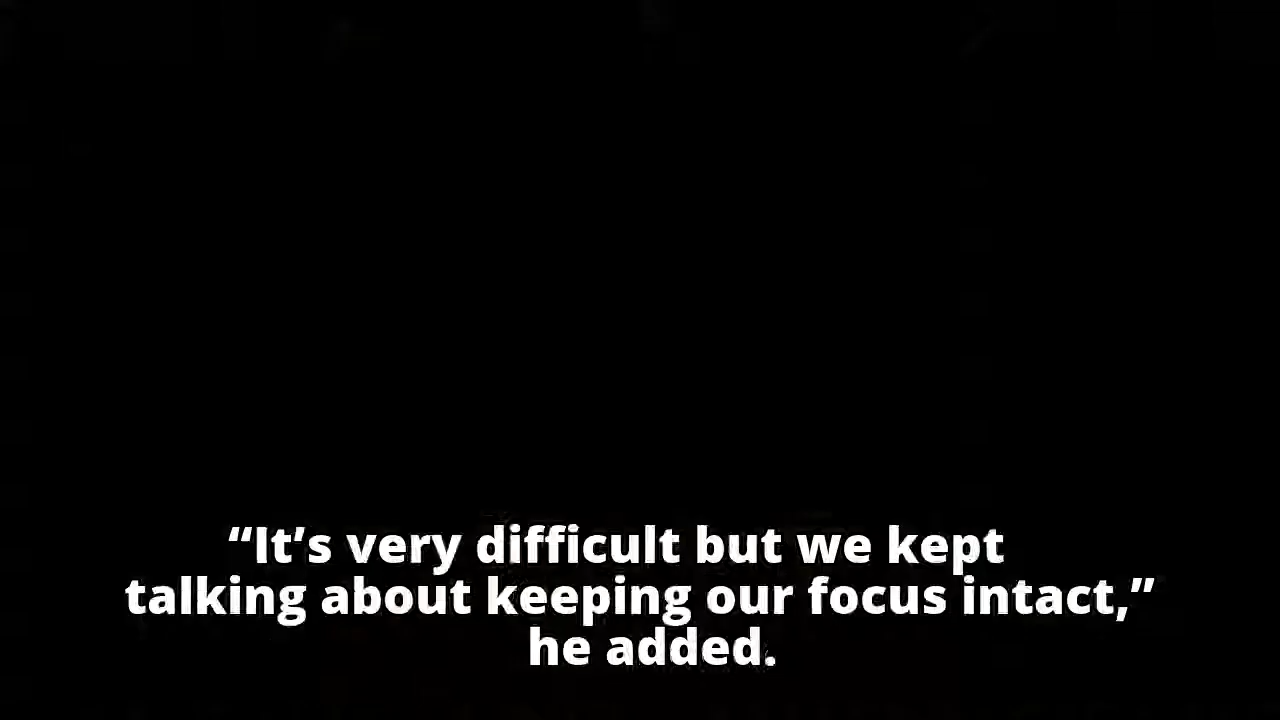 “It’s very difficult but we kept
talking about keeping our focus intact,”
he added.